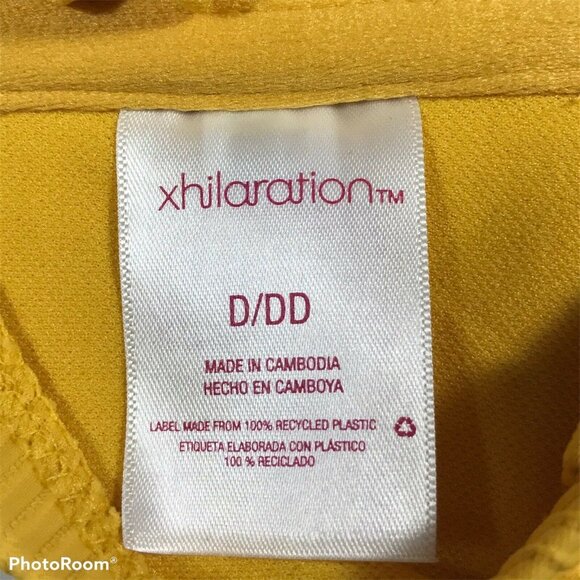 xhilaration™
D/DD
MADE IN CAMBODIA
HECHO EN CAMBOYA
LABEL MADE FROM 100% RECYCLED PLASTIC
ETIQUETA ELABORADA CON PLÁSTICO
100 % RECICLADO
PhotoRoom®